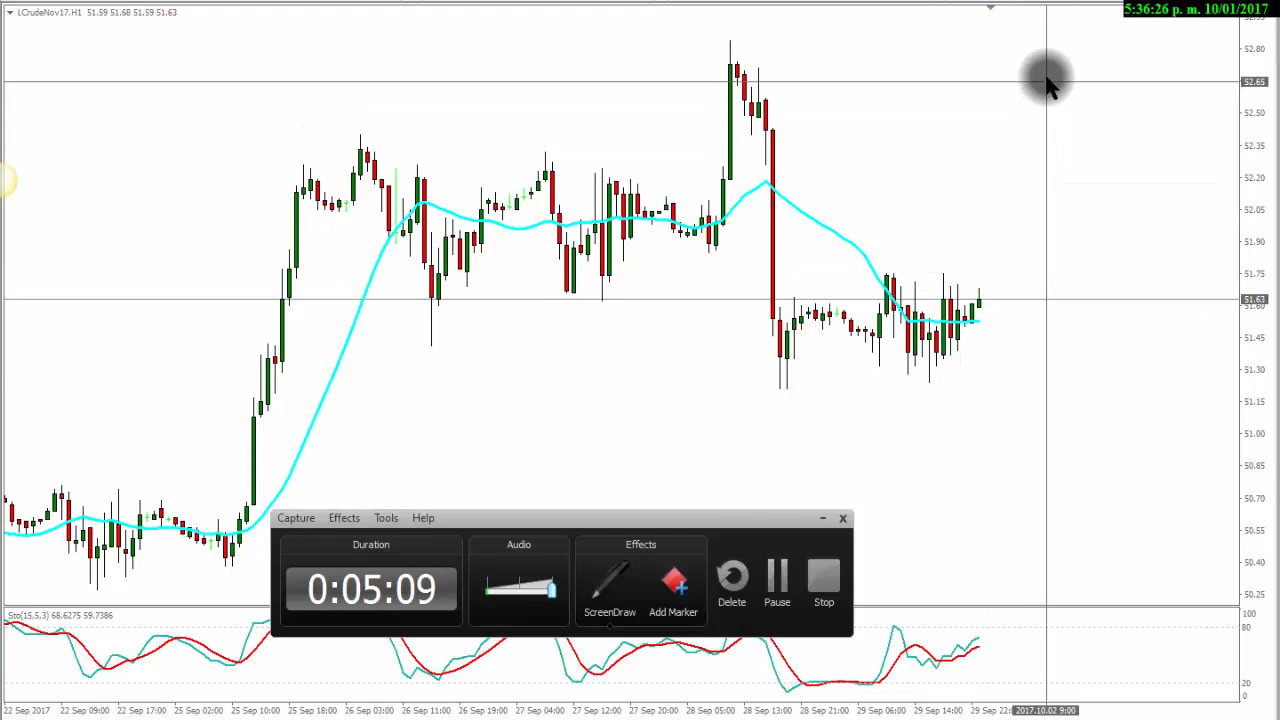 LCrudeNov17,H1 51.59 51.68 51.59 51.63
5:36:26 p. m. 10/01/2017
52.80
52.65
52.50
52.35
52.20
52.05
51.90
51.75
51.63
51.60
51.45
51.30
51.15
51.00
50.85
50.70
50.55
50.40
50.25
Capture Effects Tools Help
Duration
Audio
Effects
0:05:09
ScreenDraw
Add Marker
Delete
Pause
Stop
Sto(15,5,3) 68.6275 59.7386
100
80
20
0
22 Sep 2017 22 Sep 09:00 25 Sep 02:00 25 Sep 10:00 25 Sep 18:00 26 Sep 03:00 26 Sep 11:00 26 Sep 19:00 27 Sep 04:00 27 Sep 12:00 27 Sep 20:00 28 Sep 05:00 28 Sep 13:00 28 Sep 21:00 29 Sep 06:00 29 Sep 14:00 29 Sep 22: 2017.10.02 9:00